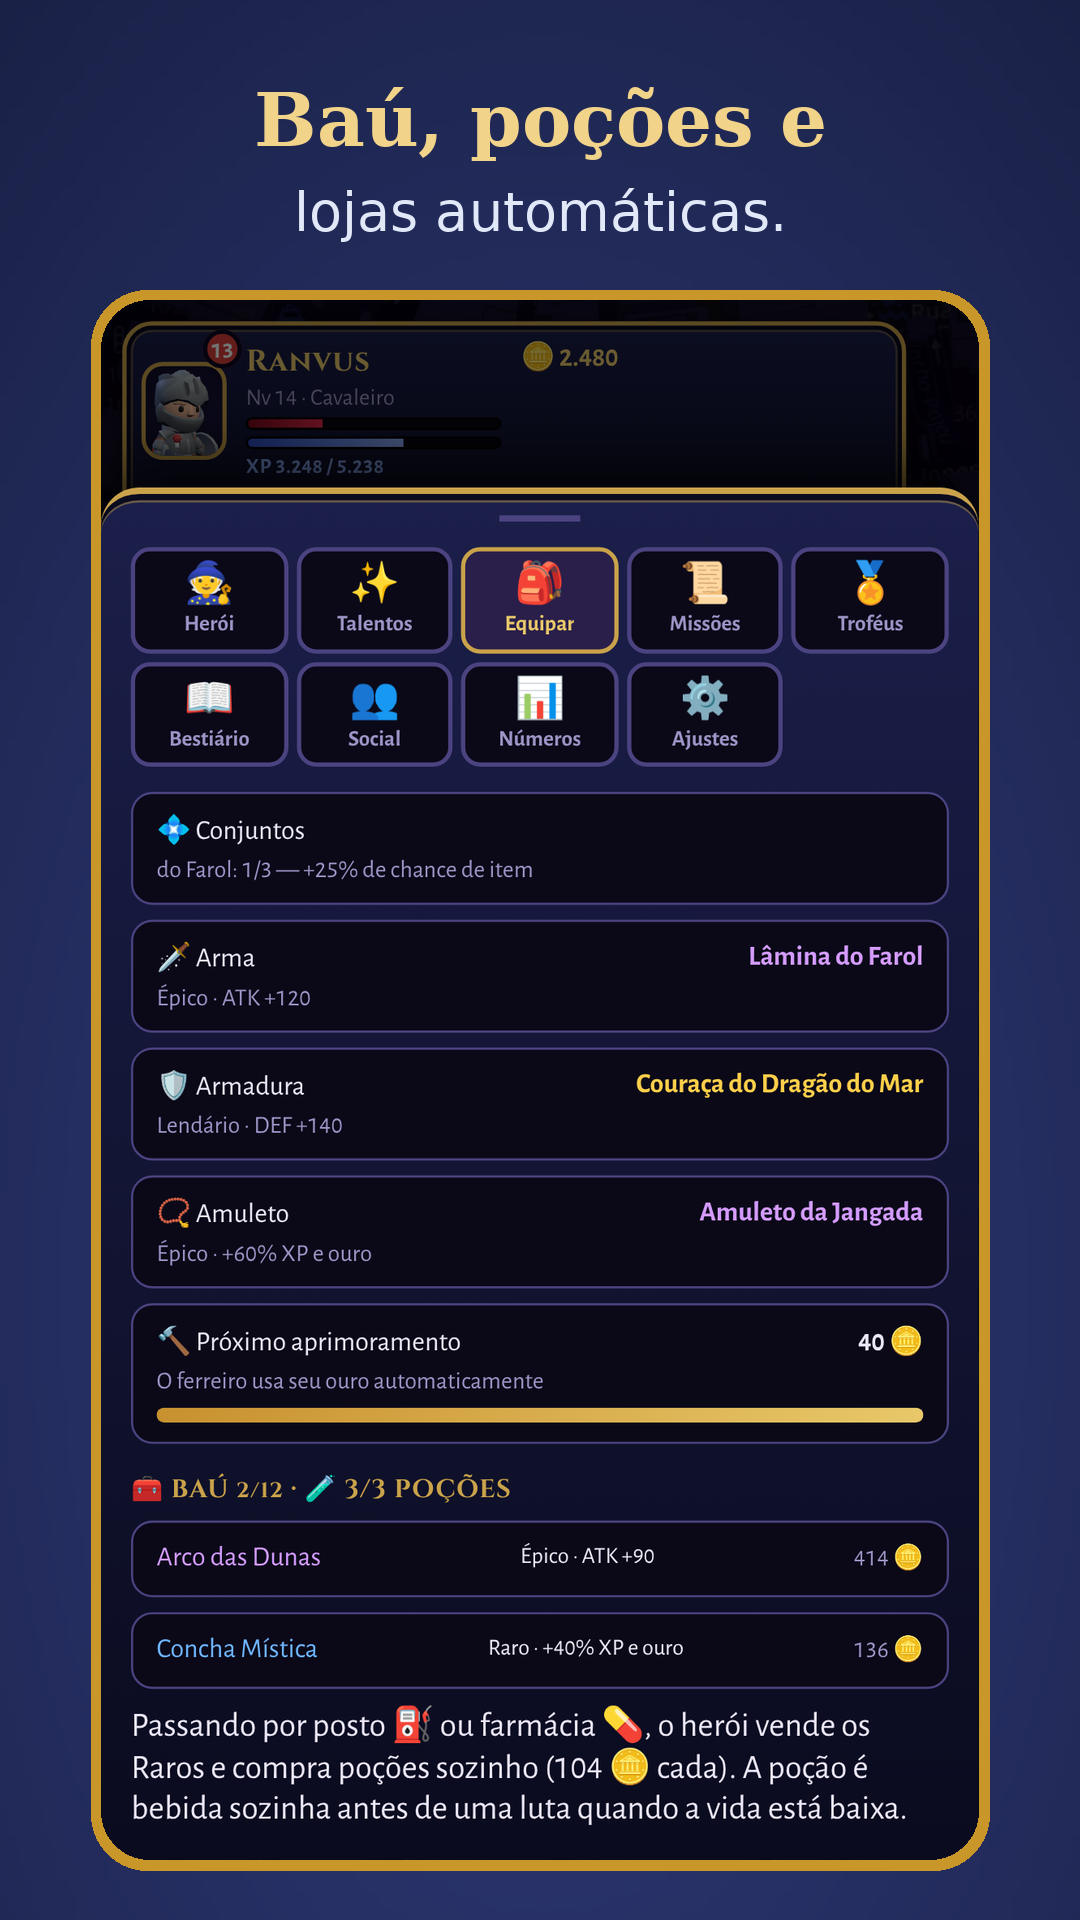 Baú, poções e
lojas automáticas.
13
RANVUS
2.480
Nv 14 · Cavaleiro
XP 3.248 / 5.238
Herói
Talentos
Equipar
Missões
Troféus
Bestiário
Social
Números
Ajustes
Conjuntos
do Farol: 1/3 — +25% de chance de item
Arma
Lâmina do Farol
Épico · ATK +120
Armadura
Couraça do Dragão do Mar
Lendário · DEF +140
Amuleto
Amuleto da Jangada
Épico · +60% XP e ouro
Próximo aprimoramento
40
O ferreiro usa seu ouro automaticamente
BAÚ 2/12 · 3/3 POÇÕES
Arco das Dunas
Épico · ATK +90
414
Concha Mística
Raro · +40% XP e ouro
136
Passando por posto ⛽ ou farmácia 💊, o herói vende os
Raros e compra poções sozinho (104 🪙 cada). A poção é
bebida sozinha antes de uma luta quando a vida está baixa.